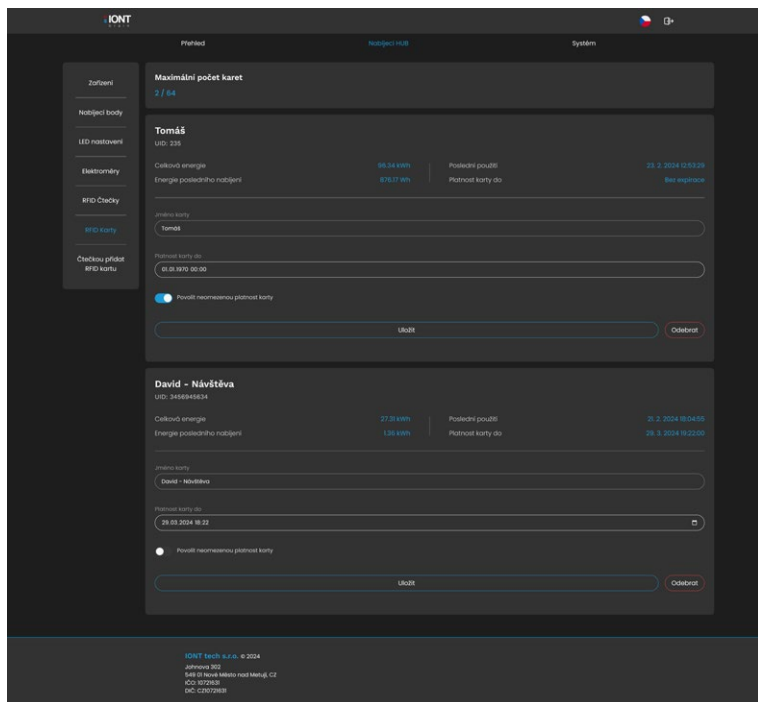 IONT
Přehled
Nabíjecí HUB
Systém
Zařízení
Nabíjecí body
LED nastavení
Elektroměry
RFID Čtečky
RFID Karty
Čtečkou přidat
RFID kartu
Maximální počet karet
2 / 64
Tomáš
UID: 235
Celková energie
66.34 kWh
Poslední použití
23. 2. 2024 12:53:29
Energie posledního nabíjení
876.17 Wh
Platnost karty do
Bez expirace
Jméno karty
Tomáš
Platnost karty do
01.01.1970 00:00
Povolit neomezenou platnost karty
Uložit
Odebrat
David - Návštěva
UID: 3456945634
Celková energie
27.31 kWh
Poslední použití
21. 2. 2024 18:04:55
Energie posledního nabíjení
1.36 kWh
Platnost karty do
29. 3. 2024 19:22:00
Jméno karty
David - Návštěva
Platnost karty do
29.03.2024 18:22
Povolit neomezenou platnost karty
Uložit
Odebrat
IONT tech s.r.o. © 2024
Johnova 302
549 01 Nové Město nad Metují, CZ
IČO: 10721631
DIČ: CZ10721631